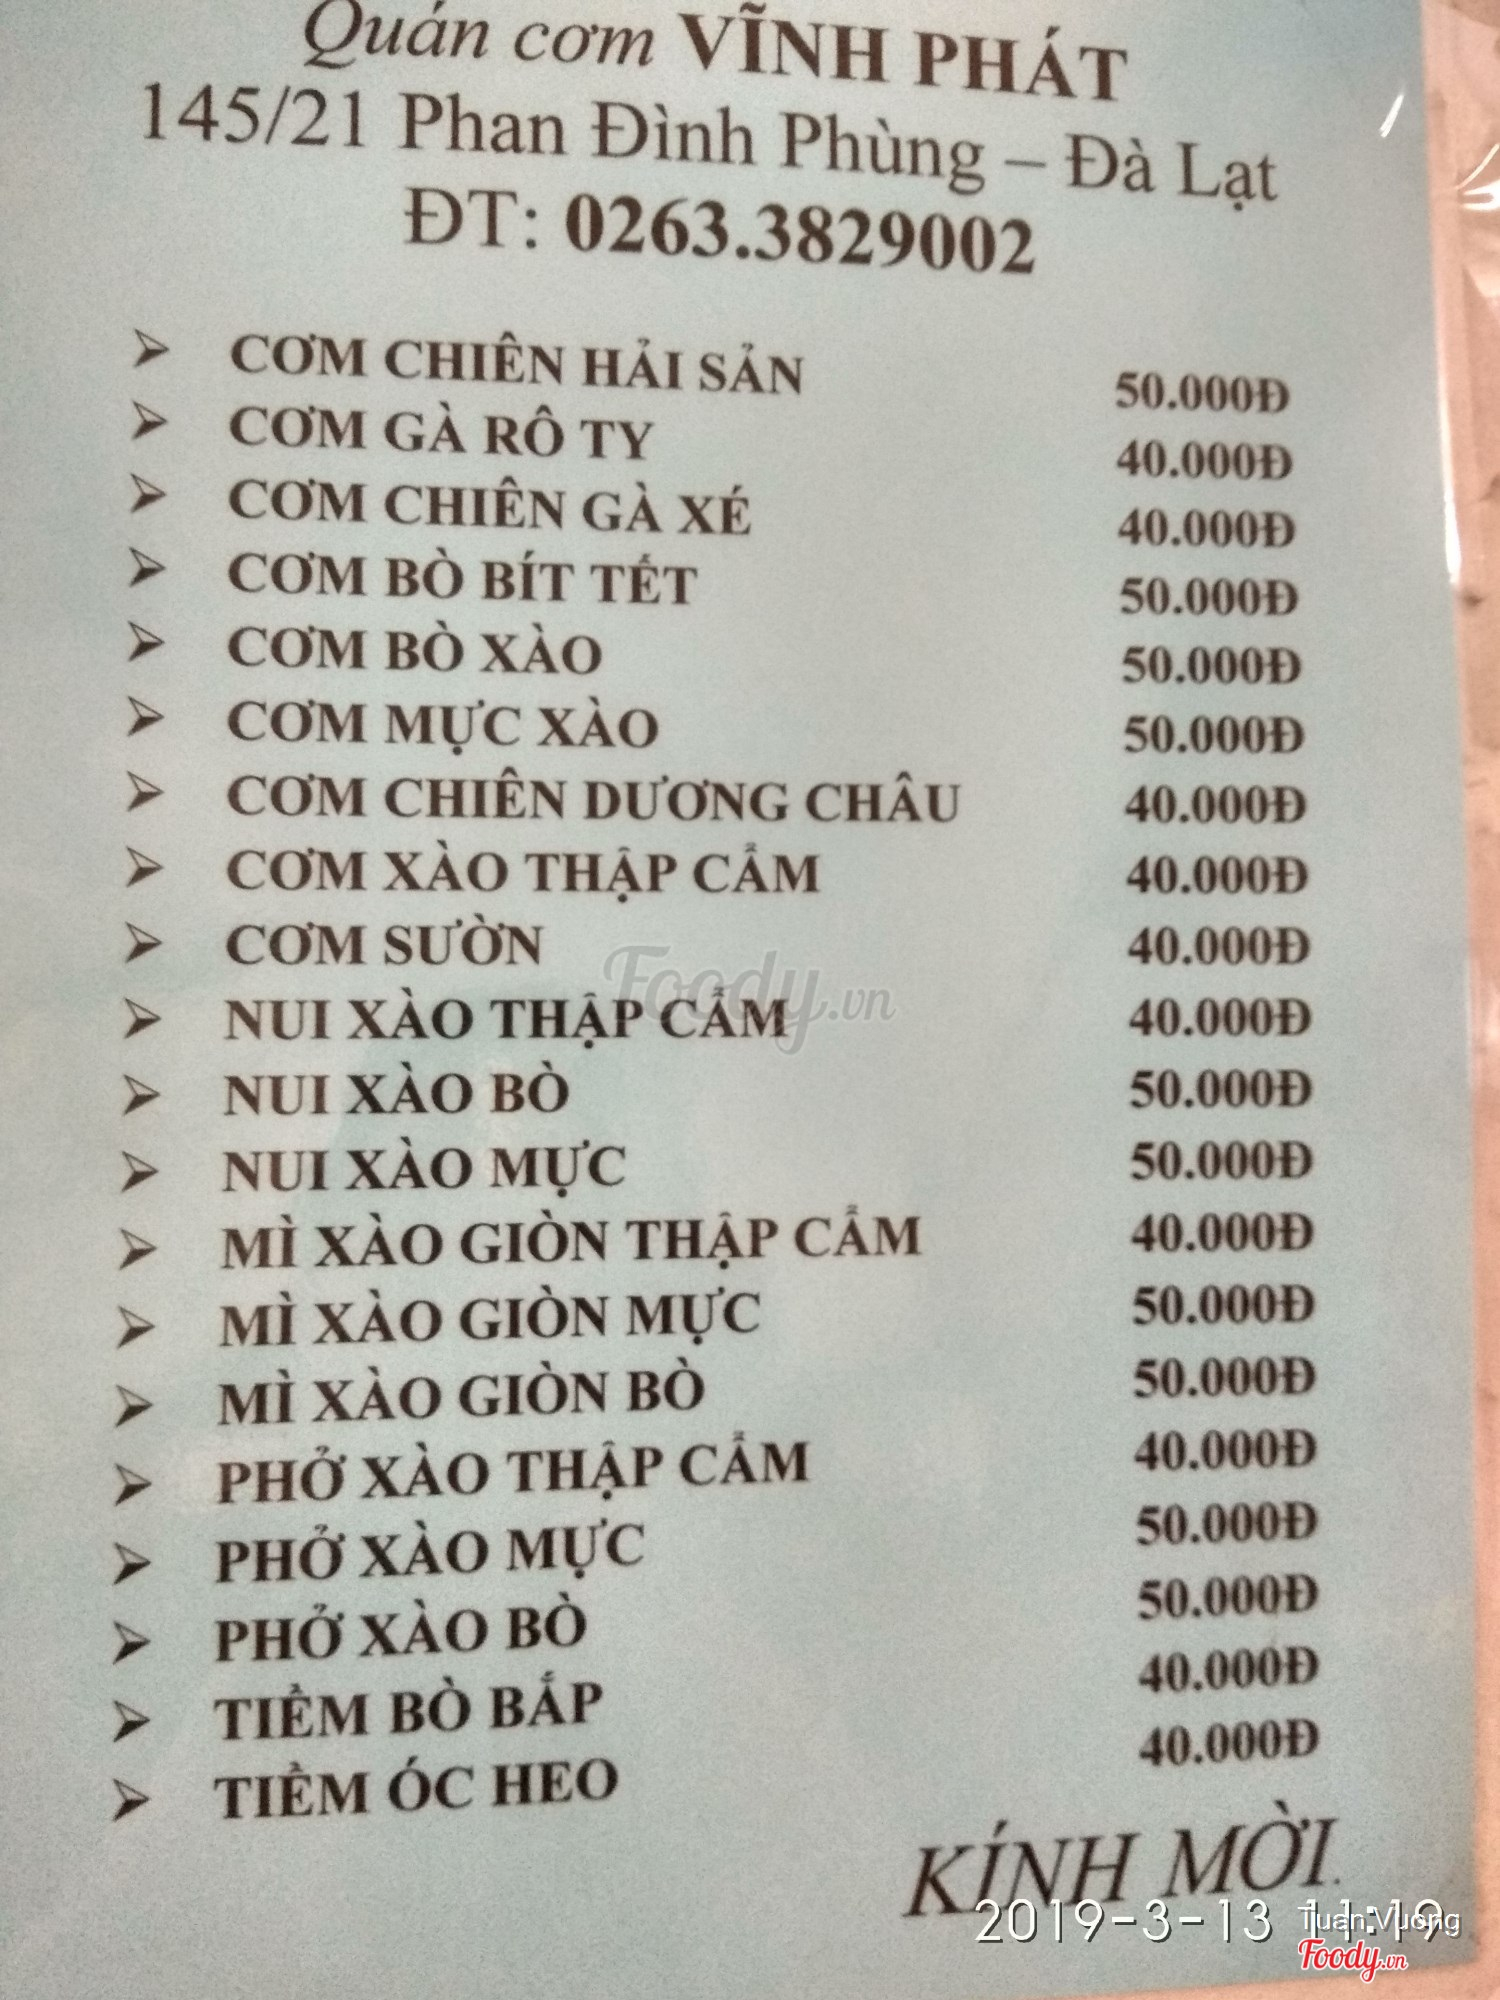 Quán cơm VĨNH PHÁT
145/21 Phan Đình Phùng – Đà Lạt
ĐT: 0263.3829002
CƠM CHIÊN HẢI SẢN 50.000Đ
CƠM GÀ RÔ TY 40.000Đ
CƠM CHIÊN GÀ XÉ 40.000Đ
CƠM BÒ BÍT TẾT 50.000Đ
CƠM BÒ XÀO 50.000Đ
CƠM MỰC XÀO 50.000Đ
CƠM CHIÊN DƯƠNG CHÂU 40.000Đ
CƠM XÀO THẬP CẨM 40.000Đ
CƠM SƯỜN 40.000Đ
NUI XÀO THẬP CẨM 40.000Đ
NUI XÀO BÒ 50.000Đ
NUI XÀO MỰC 50.000Đ
MÌ XÀO GIÒN THẬP CẨM 40.000Đ
MÌ XÀO GIÒN MỰC 50.000Đ
MÌ XÀO GIÒN BÒ 50.000Đ
PHỞ XÀO THẬP CẨM 40.000Đ
PHỞ XÀO MỰC 50.000Đ
PHỞ XÀO BÒ 50.000Đ
TIỀM BÒ BẮP 40.000Đ
TIỀM ÓC HEO 40.000Đ
KÍNH MỜI.
Foody.vn
2019-3-13 11:19
Tuan.Vuong
Foody.vn